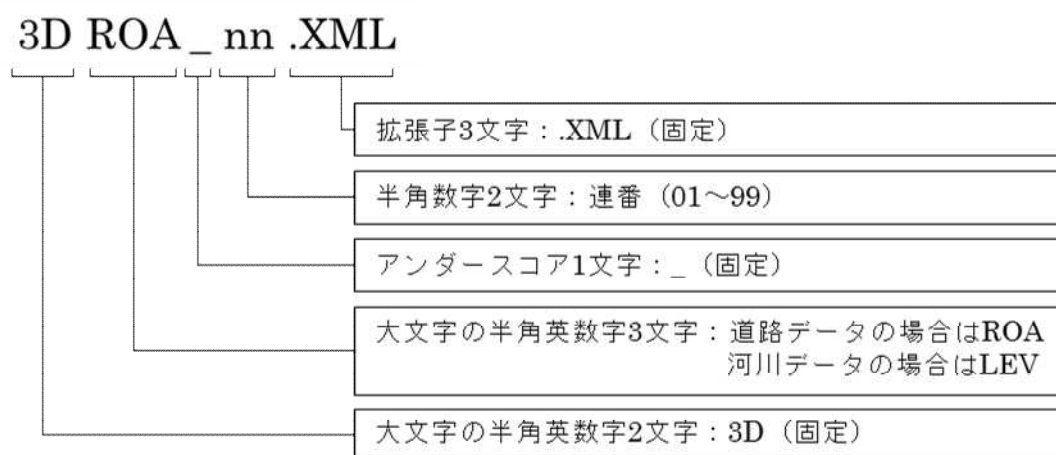 3D ROA _ nn .XML
拡張子3文字：.XML（固定）
半角数字2文字：連番（01～99）
アンダースコア1文字：_（固定）
大文字の半角英数字3文字：道路データの場合はROA
河川データの場合はLEV
大文字の半角英数字2文字：3D（固定）